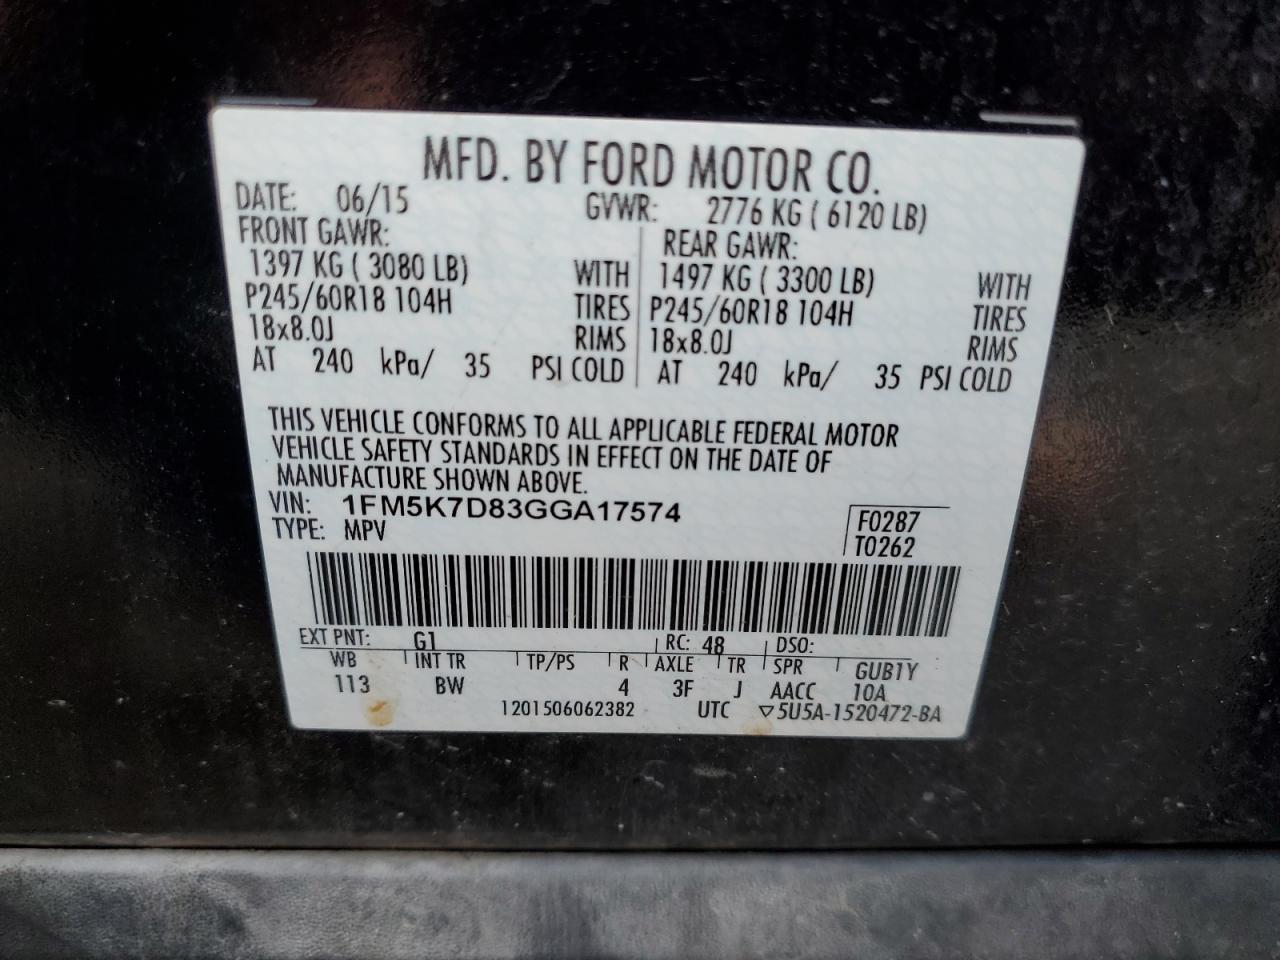 MFD. BY FORD MOTOR CO.
DATE: 06/15 GVWR: 2776 KG ( 6120 LB)
FRONT GAWR: REAR GAWR:
1397 KG ( 3080 LB) WITH 1497 KG ( 3300 LB) WITH
P245/60R18 104H TIRES P245/60R18 104H TIRES
18x8.0J RIMS 18x8.0J RIMS
AT 240 kPa/ 35 PSI COLD AT 240 kPa/ 35 PSI COLD
THIS VEHICLE CONFORMS TO ALL APPLICABLE FEDERAL MOTOR
VEHICLE SAFETY STANDARDS IN EFFECT ON THE DATE OF
MANUFACTURE SHOWN ABOVE.
VIN: 1FM5K7D83GGA17574 F0287
TYPE: MPV T0262
EXT PNT: G1 RC: 48 DSO:
WB INT TR TP/PS R AXLE TR SPR GUB1Y
113 BW 4 3F J AACC 10A
1201506062382 UTC ▽5U5A-1520472-BA